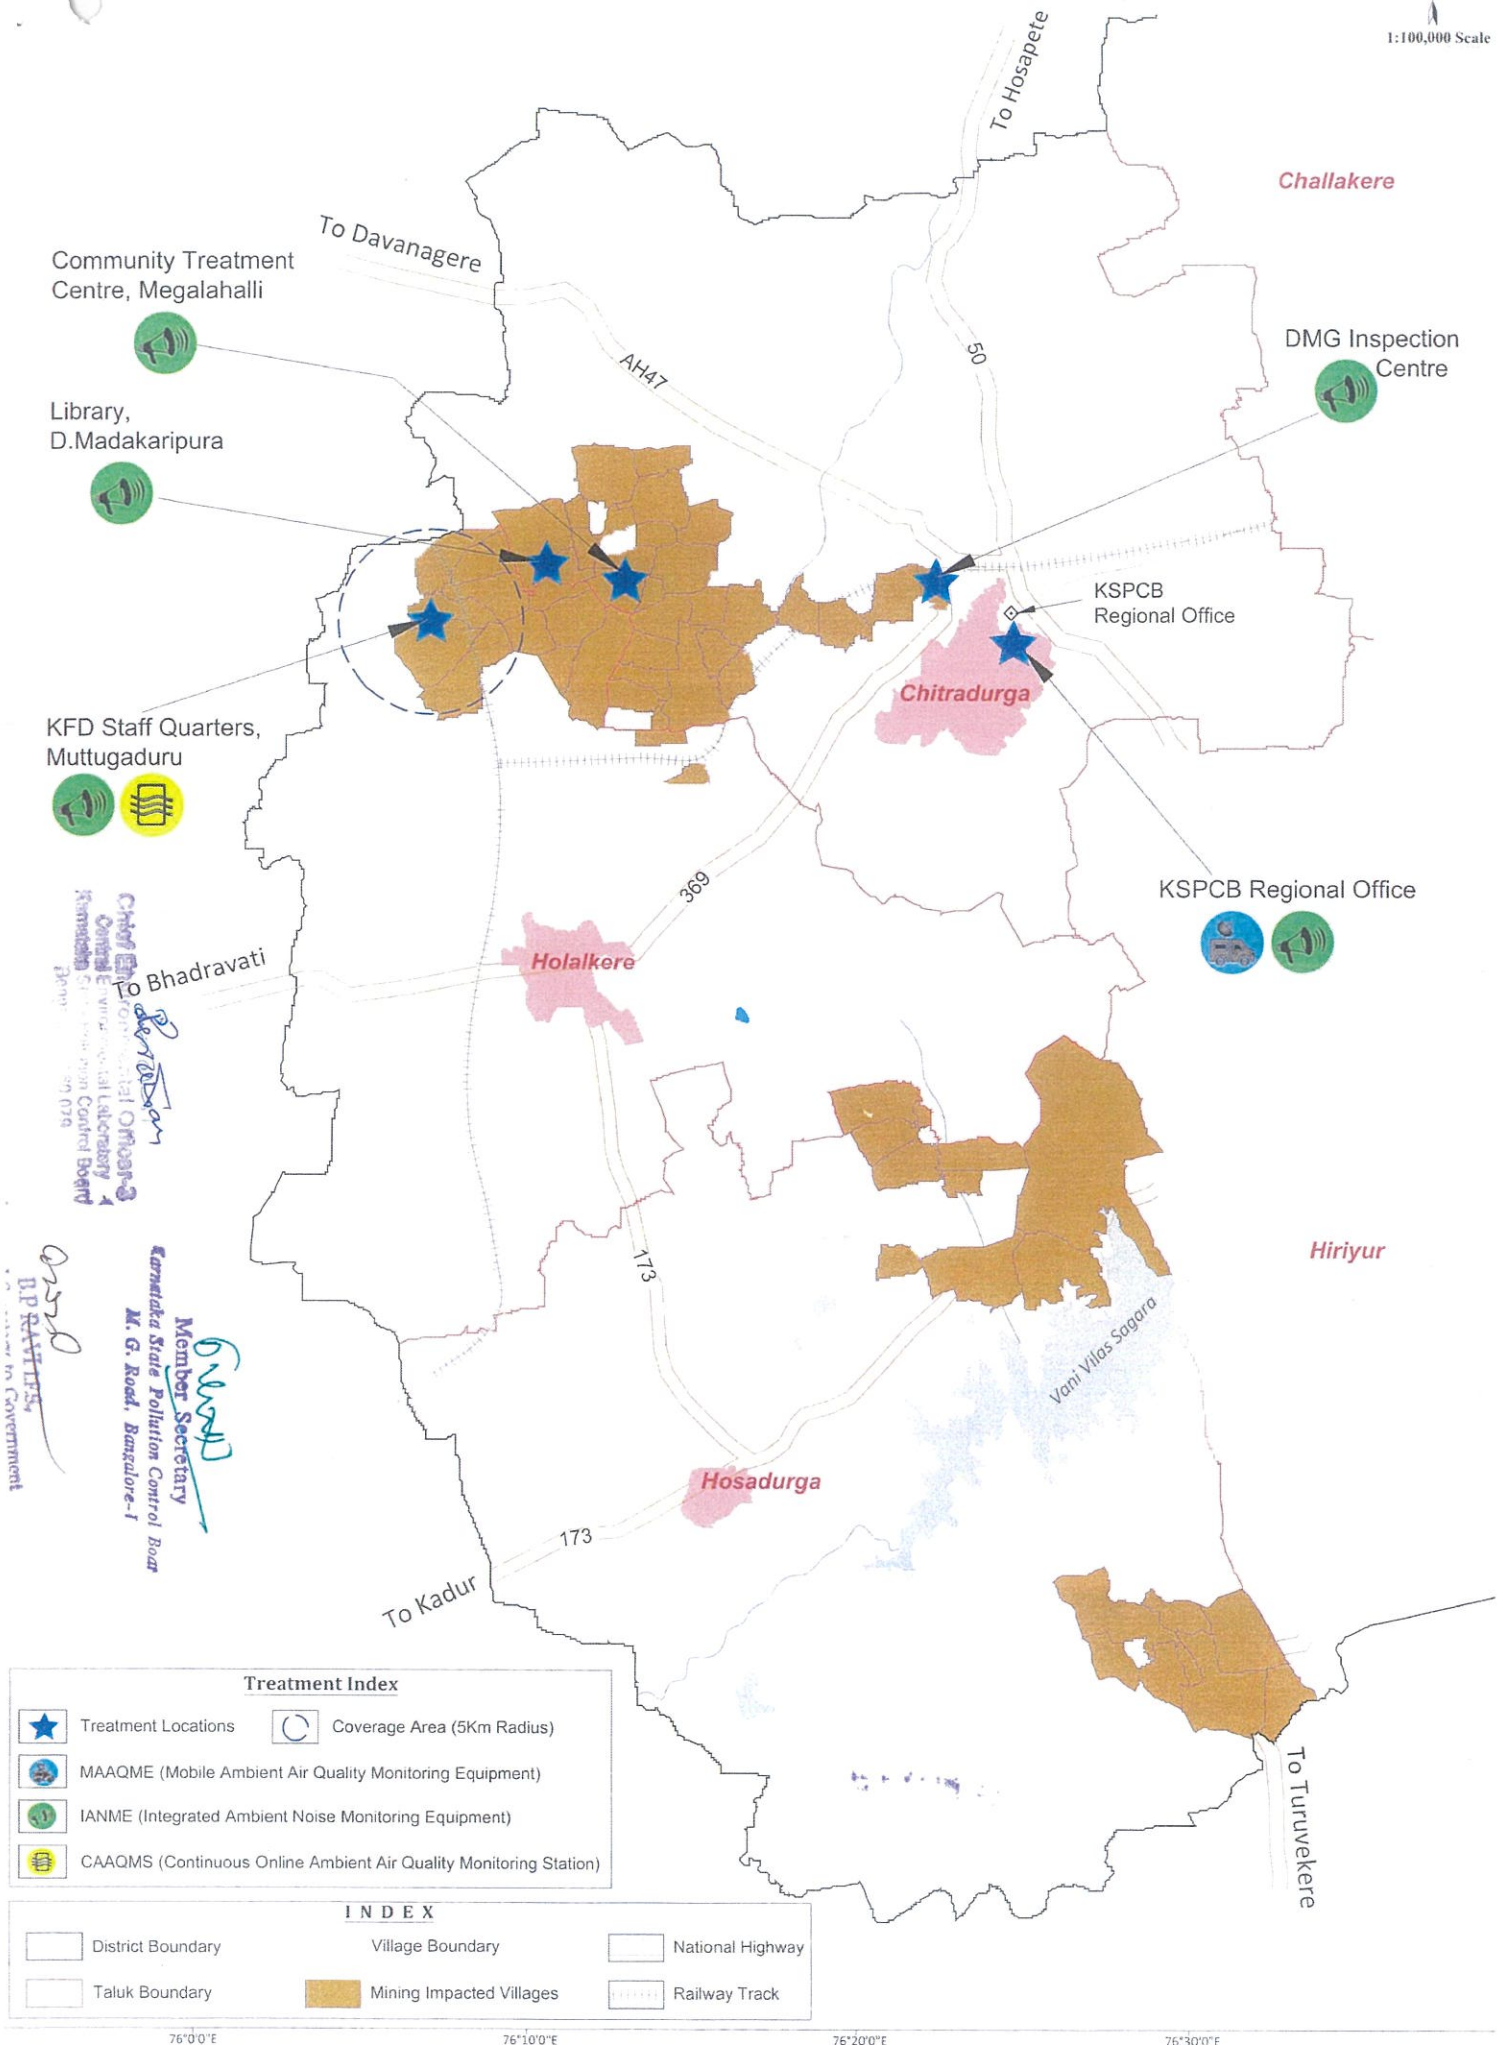 1:100,000 Scale
To Hosapete
Challakere
To Davanagere
Community Treatment
Centre, Megalahalli
DMG Inspection
Centre
50
AH47
Library,
D.Madakaripura
KSPCB
Regional Office
Chitradurga
KFD Staff Quarters,
Muttugaduru
KSPCB Regional Office
369
Holalkere
To Bhadravati
Chief Environmental Officer-3
Central Environmental Laboratory
Karnataka State Pollution Control Board
Member Secretary
Karnataka State Pollution Control Boar
M. G. Road, Bangalore-1
B.P RAVI IFS,
to Government
173
Hiriyur
Vani Vilas Sagara
Hosadurga
173
To Kadur
To Turuvekere
Treatment Index
Treatment Locations
Coverage Area (5Km Radius)
MAAQME (Mobile Ambient Air Quality Monitoring Equipment)
IANME (Integrated Ambient Noise Monitoring Equipment)
CAAQMS (Continuous Online Ambient Air Quality Monitoring Station)
INDEX
District Boundary
Village Boundary
National Highway
Taluk Boundary
Mining Impacted Villages
Railway Track
76°0'0"E
76°10'0"E
76°20'0"E
76°30'0"E